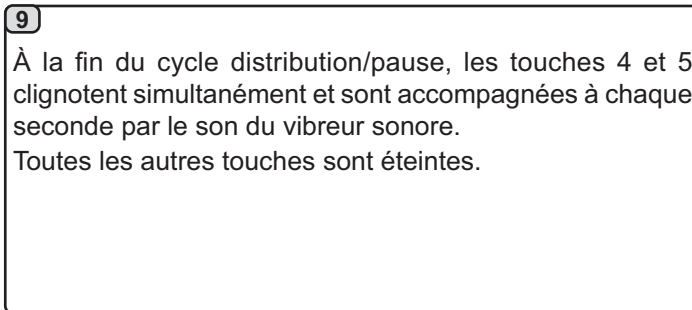 9
À la fin du cycle distribution/pause, les touches 4 et 5
clignotent simultanément et sont accompagnées à chaque
seconde par le son du vibreur sonore.
Toutes les autres touches sont éteintes.